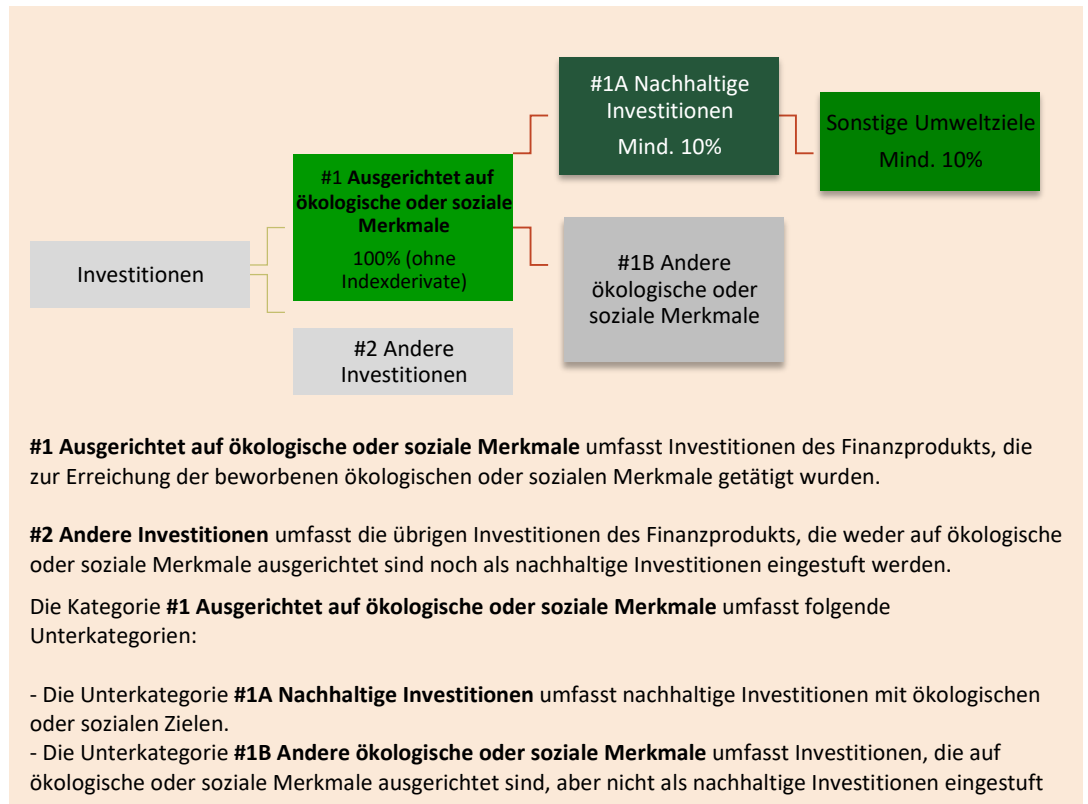 #1A Nachhaltige
Investitionen
Mind. 10%
Sonstige Umweltziele
Mind. 10%
#1 Ausgerichtet auf
ökologische oder soziale
Merkmale
100% (ohne
Indexderivate)
Investitionen
#1B Andere
ökologische oder
soziale Merkmale
#2 Andere
Investitionen
#1 Ausgerichtet auf ökologische oder soziale Merkmale umfasst Investitionen des Finanzprodukts, die
zur Erreichung der beworbenen ökologischen oder sozialen Merkmale getätigt wurden.
#2 Andere Investitionen umfasst die übrigen Investitionen des Finanzprodukts, die weder auf ökologische
oder soziale Merkmale ausgerichtet sind noch als nachhaltige Investitionen eingestuft werden.
Die Kategorie #1 Ausgerichtet auf ökologische oder soziale Merkmale umfasst folgende
Unterkategorien:
- Die Unterkategorie #1A Nachhaltige Investitionen umfasst nachhaltige Investitionen mit ökologischen
oder sozialen Zielen.
- Die Unterkategorie #1B Andere ökologische oder soziale Merkmale umfasst Investitionen, die auf
ökologische oder soziale Merkmale ausgerichtet sind, aber nicht als nachhaltige Investitionen eingestuft